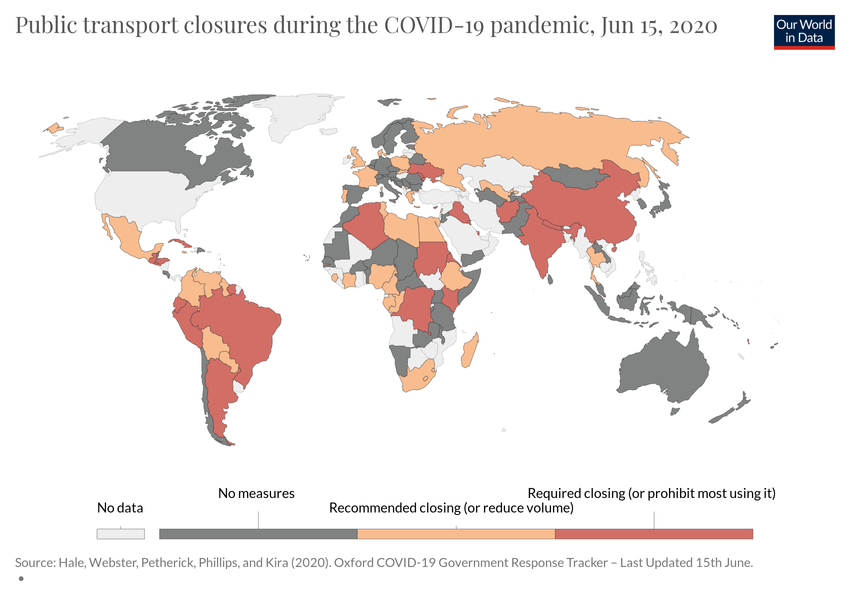 Public transport closures during the COVID-19 pandemic, Jun 15, 2020
Our World
in Data
Required closing (or prohibit most using it)
No measures
No data
Recommended closing (or reduce volume)
Source: Hale, Webster, Petherick, Phillips, and Kira (2020). Oxford COVID-19 Government Response Tracker – Last Updated 15th June.